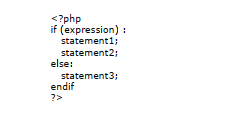 <?php
if (expression) :
statement1;
statement2;
else:
statement3;
endif
?>